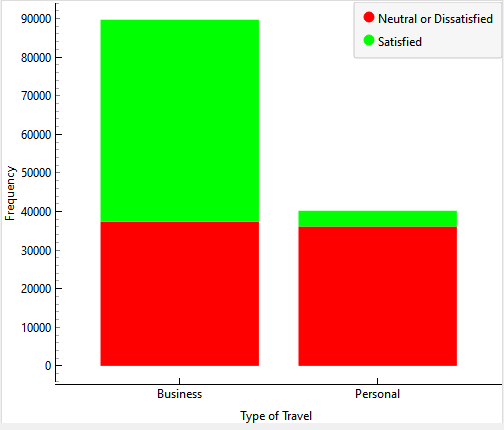 Neutral or Dissatisfied
Satisfied
90000
80000
70000
60000
50000
40000
30000
20000
10000
0
Frequency
Business
Personal
Type of Travel